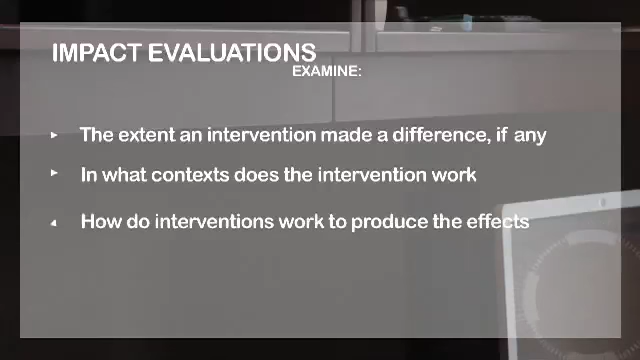 IMPACT EVALUATIONS
EXAMINE:
The extent an intervention made a difference, if any
In what contexts does the intervention work
How do interventions work to produce the effects